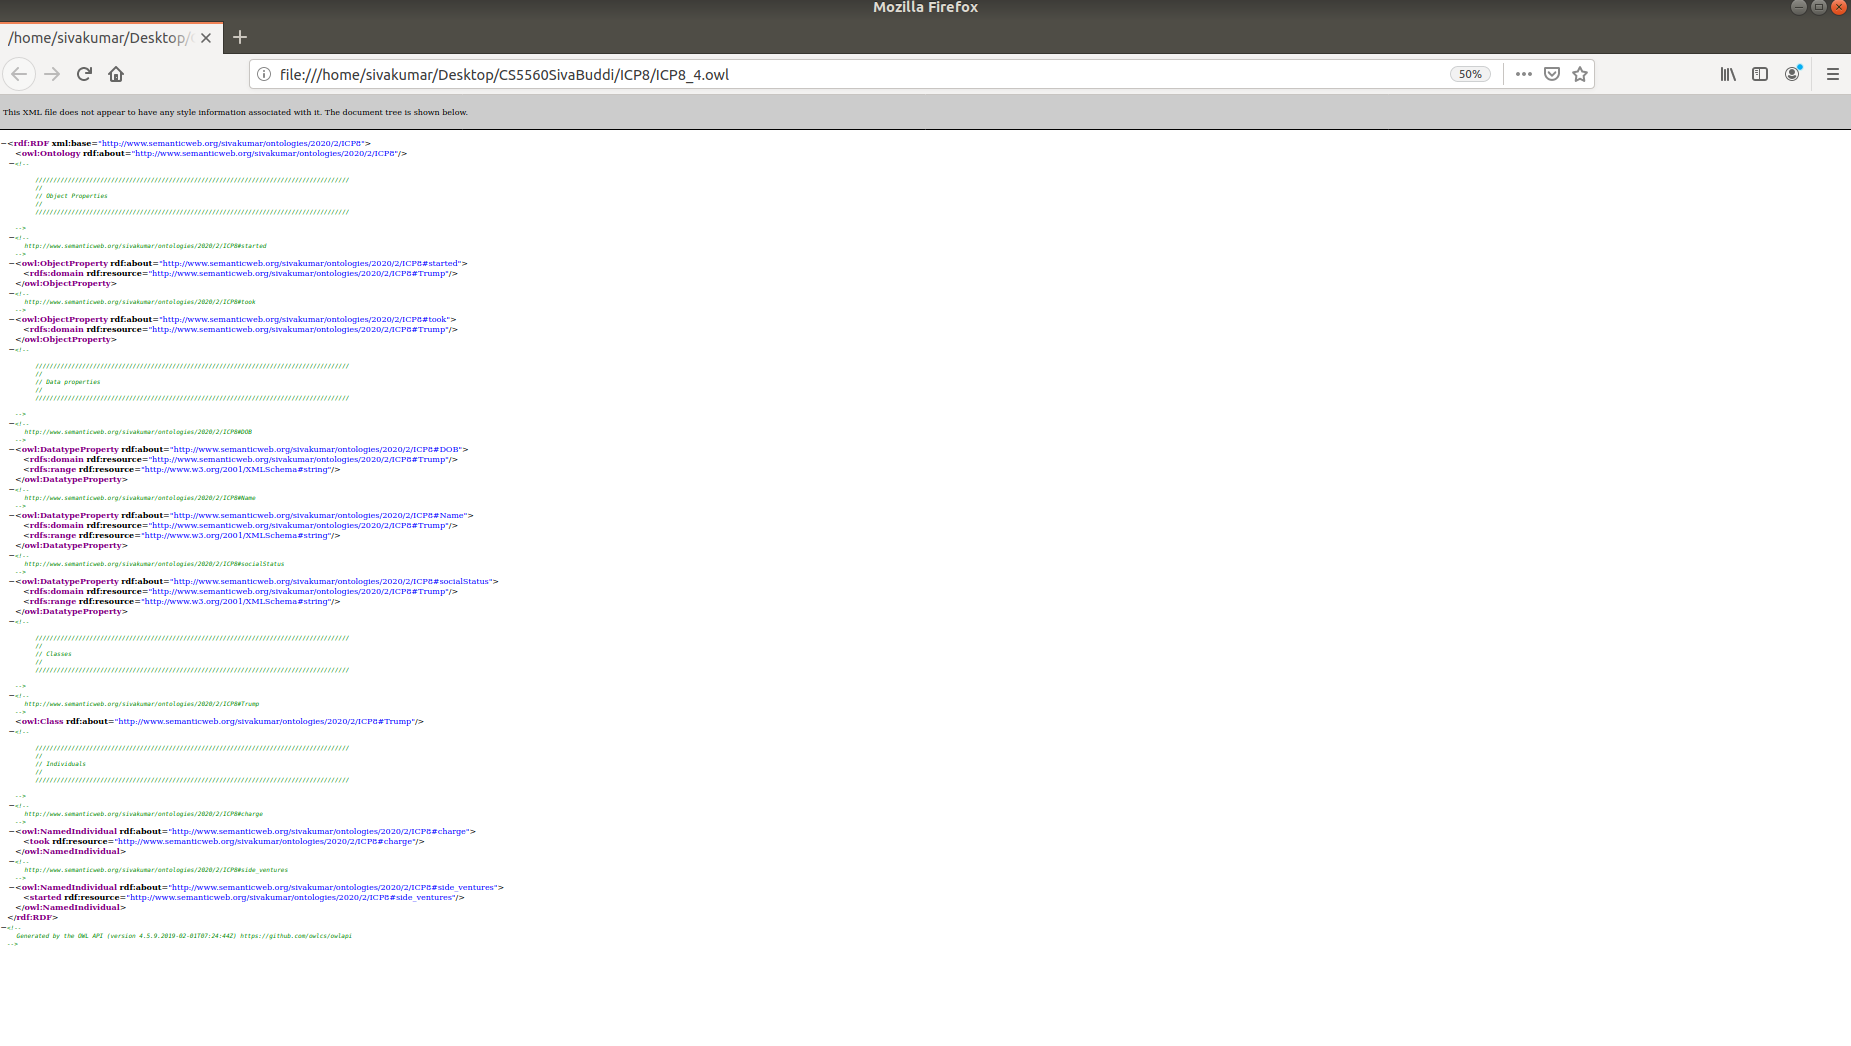 Mozilla Firefox
/home/sivakumar/Desktop/
file:///home/sivakumar/Desktop/CS5560SivaBuddi/ICP8/ICP8_4.owl
50%
This XML file does not appear to have any style information associated with it. The document tree is shown below.
−<rdf:RDF xml:base="http://www.semanticweb.org/sivakumar/ontologies/2020/2/ICP8">
<owl:Ontology rdf:about="http://www.semanticweb.org/sivakumar/ontologies/2020/2/ICP8"/>
−<!--
///////////////////////////////////////////////////////////////////////////////////////
//
// Object Properties
//
///////////////////////////////////////////////////////////////////////////////////////
-->
−<!--
http://www.semanticweb.org/sivakumar/ontologies/2020/2/ICP8#started
-->
−<owl:ObjectProperty rdf:about="http://www.semanticweb.org/sivakumar/ontologies/2020/2/ICP8#started">
<rdfs:domain rdf:resource="http://www.semanticweb.org/sivakumar/ontologies/2020/2/ICP8#Trump"/>
</owl:ObjectProperty>
−<!--
http://www.semanticweb.org/sivakumar/ontologies/2020/2/ICP8#took
-->
−<owl:ObjectProperty rdf:about="http://www.semanticweb.org/sivakumar/ontologies/2020/2/ICP8#took">
<rdfs:domain rdf:resource="http://www.semanticweb.org/sivakumar/ontologies/2020/2/ICP8#Trump"/>
</owl:ObjectProperty>
−<!--
///////////////////////////////////////////////////////////////////////////////////////
//
// Data properties
//
///////////////////////////////////////////////////////////////////////////////////////
-->
−<!--
http://www.semanticweb.org/sivakumar/ontologies/2020/2/ICP8#DOB
-->
−<owl:DatatypeProperty rdf:about="http://www.semanticweb.org/sivakumar/ontologies/2020/2/ICP8#DOB">
<rdfs:domain rdf:resource="http://www.semanticweb.org/sivakumar/ontologies/2020/2/ICP8#Trump"/>
<rdfs:range rdf:resource="http://www.w3.org/2001/XMLSchema#string"/>
</owl:DatatypeProperty>
−<!--
http://www.semanticweb.org/sivakumar/ontologies/2020/2/ICP8#Name
-->
−<owl:DatatypeProperty rdf:about="http://www.semanticweb.org/sivakumar/ontologies/2020/2/ICP8#Name">
<rdfs:domain rdf:resource="http://www.semanticweb.org/sivakumar/ontologies/2020/2/ICP8#Trump"/>
<rdfs:range rdf:resource="http://www.w3.org/2001/XMLSchema#string"/>
</owl:DatatypeProperty>
−<!--
http://www.semanticweb.org/sivakumar/ontologies/2020/2/ICP8#socialStatus
-->
−<owl:DatatypeProperty rdf:about="http://www.semanticweb.org/sivakumar/ontologies/2020/2/ICP8#socialStatus">
<rdfs:domain rdf:resource="http://www.semanticweb.org/sivakumar/ontologies/2020/2/ICP8#Trump"/>
<rdfs:range rdf:resource="http://www.w3.org/2001/XMLSchema#string"/>
</owl:DatatypeProperty>
−<!--
///////////////////////////////////////////////////////////////////////////////////////
//
// Classes
//
///////////////////////////////////////////////////////////////////////////////////////
-->
−<!--
http://www.semanticweb.org/sivakumar/ontologies/2020/2/ICP8#Trump
-->
<owl:Class rdf:about="http://www.semanticweb.org/sivakumar/ontologies/2020/2/ICP8#Trump"/>
−<!--
///////////////////////////////////////////////////////////////////////////////////////
//
// Individuals
//
///////////////////////////////////////////////////////////////////////////////////////
-->
−<!--
http://www.semanticweb.org/sivakumar/ontologies/2020/2/ICP8#charge
-->
−<owl:NamedIndividual rdf:about="http://www.semanticweb.org/sivakumar/ontologies/2020/2/ICP8#charge">
<took rdf:resource="http://www.semanticweb.org/sivakumar/ontologies/2020/2/ICP8#charge"/>
</owl:NamedIndividual>
−<!--
http://www.semanticweb.org/sivakumar/ontologies/2020/2/ICP8#side_ventures
-->
−<owl:NamedIndividual rdf:about="http://www.semanticweb.org/sivakumar/ontologies/2020/2/ICP8#side_ventures">
<started rdf:resource="http://www.semanticweb.org/sivakumar/ontologies/2020/2/ICP8#side_ventures"/>
</owl:NamedIndividual>
</rdf:RDF>
−<!--
Generated by the OWL API (version 4.5.9.2019-02-01T07:24:44Z) https://github.com/owlcs/owlapi
-->